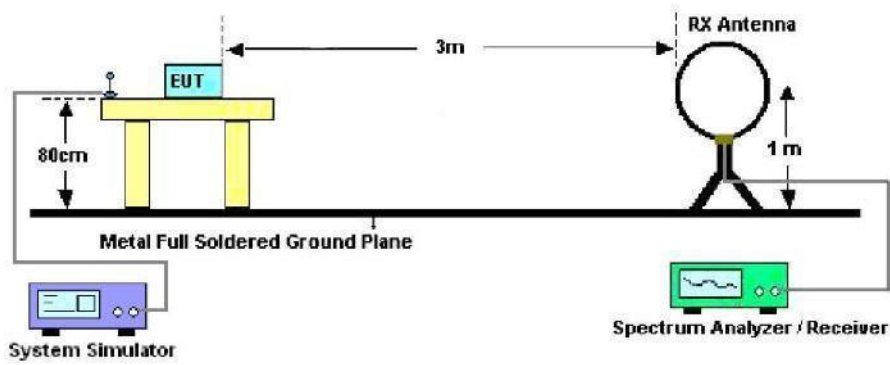 RX Antenna
3m
EUT
80cm
1 m
Metal Full Soldered Ground Plane
System Simulator
Spectrum Analyzer / Receiver